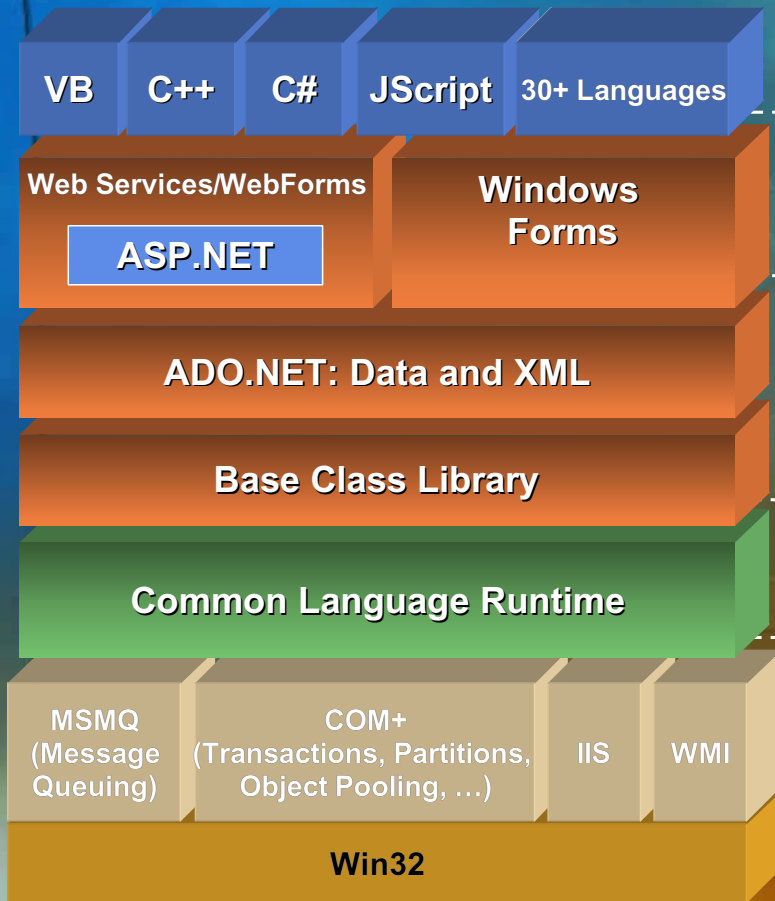 VB
C++
C#
JScript
30+ Languages
Web Services/WebForms
ASP.NET
Windows
Forms
ADO.NET: Data and XML
Base Class Library
Common Language Runtime
MSMQ
(Message
Queuing)
COM+
(Transactions, Partitions,
Object Pooling, …)
IIS
WMI
Win32